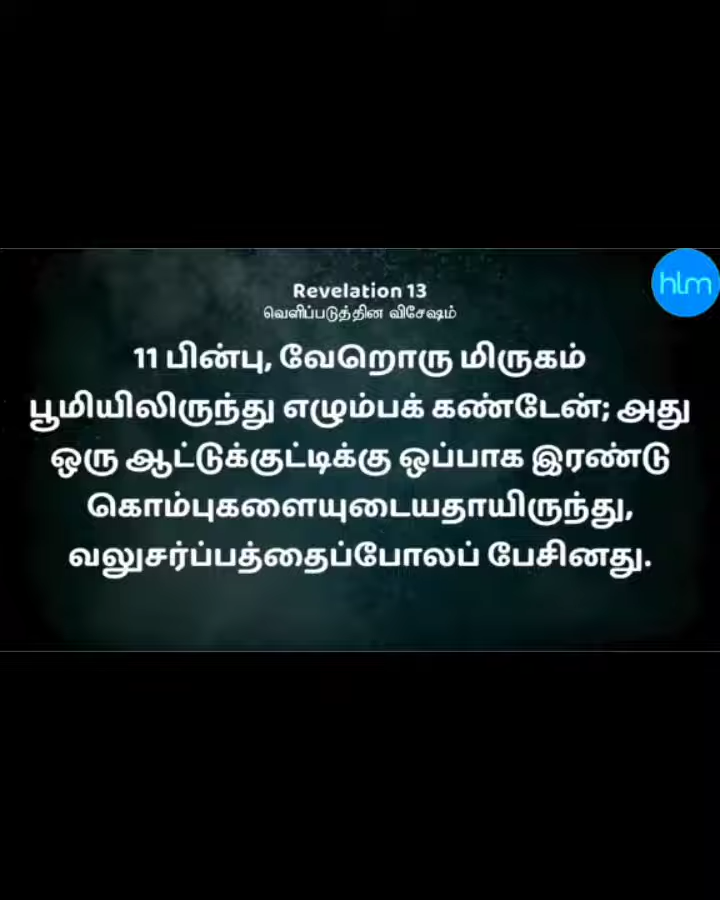 hlm
Revelation 13
வெளிப்படுத்தின விசேஷம்
11 பின்பு, வேறொரு மிருகம்
பூமியிலிருந்து எழும்பக் கண்டேன்; அது
ஒரு ஆட்டுக்குட்டிக்கு ஒப்பாக இரண்டு
கொம்புகளையுடையதாயிருந்து,
வலுசர்ப்பத்தைப்போலப் பேசினது.